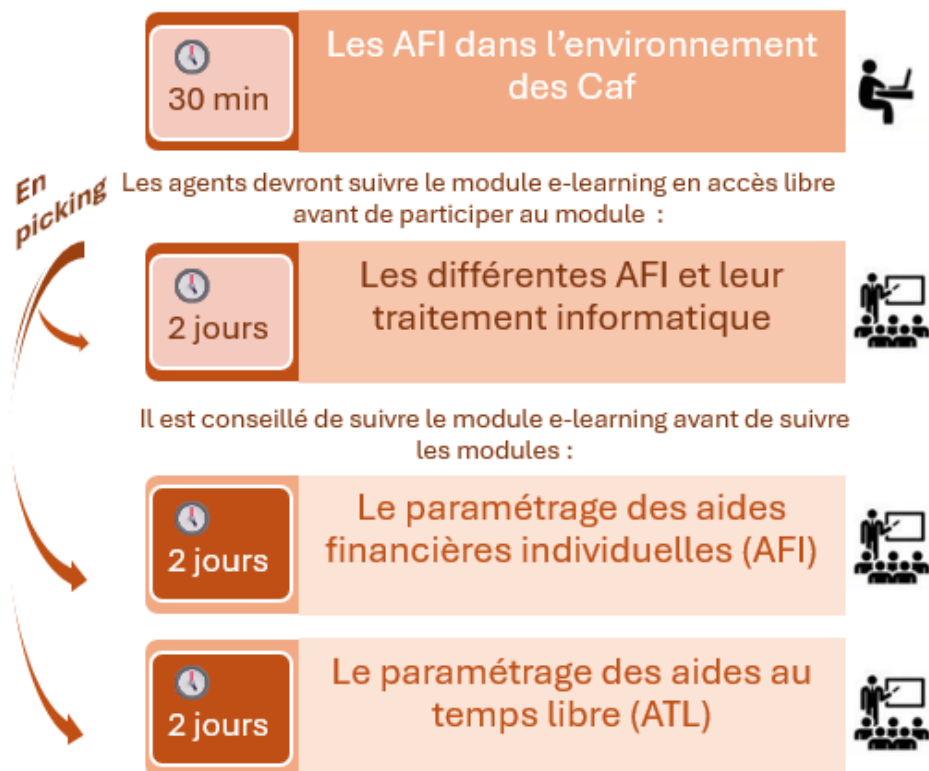 30 min
Les AFI dans l’environnement
des Caf
En
picking
Les agents devront suivre le module e-learning en accès libre
avant de participer au module :
2 jours
Les différentes AFI et leur
traitement informatique
Il est conseillé de suivre le module e-learning avant de suivre
les modules :
2 jours
Le paramétrage des aides
financières individuelles (AFI)
2 jours
Le paramétrage des aides au
temps libre (ATL)